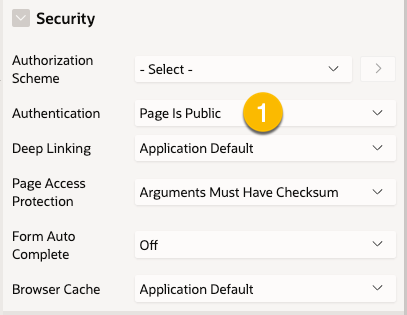 Security
Authorization
Scheme
- Select -
Authentication
Page Is Public
1
Deep Linking
Application Default
Page Access
Protection
Arguments Must Have Checksum
Form Auto
Complete
Off
Browser Cache
Application Default